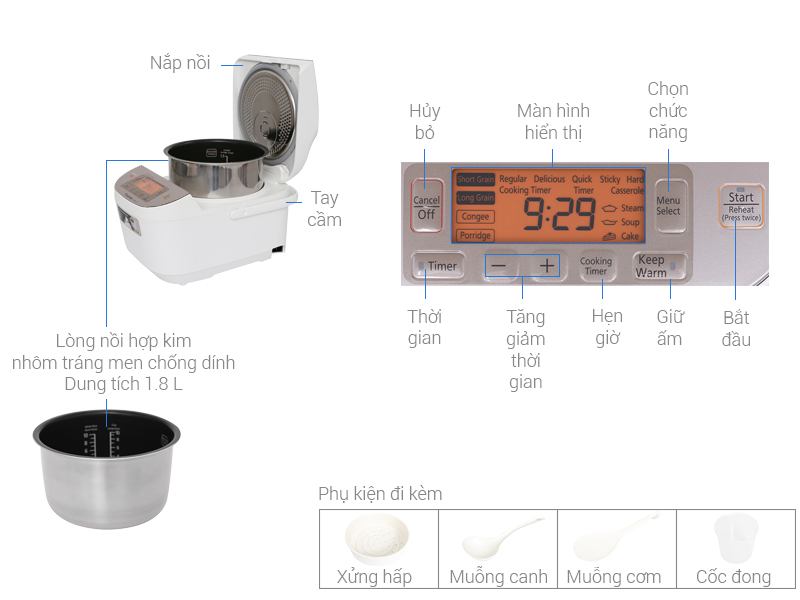 Nắp nồi
Tay
cầm
Lòng nồi hợp kim
nhôm tráng men chống dính
Dung tích 1.8 L
Hủy
bỏ
Màn hình
hiển thị
Chọn
chức
năng
Short Grain
Regular Delicious Quick Sticky Hard
Cooking Timer Timer Casserole
Long Grain
Congee
Porridge
9:29
Steam
Soup
Cake
Cancel
Off
Menu
Select
Start
Reheat
(Press twice)
Timer
−
+
Cooking
Timer
Keep
Warm
Thời
gian
Tăng
giảm
thời
gian
Hẹn
giờ
Giữ
ấm
Bắt
đầu
Phụ kiện đi kèm
Xửng hấp
Muỗng canh
Muỗng cơm
Cốc đong